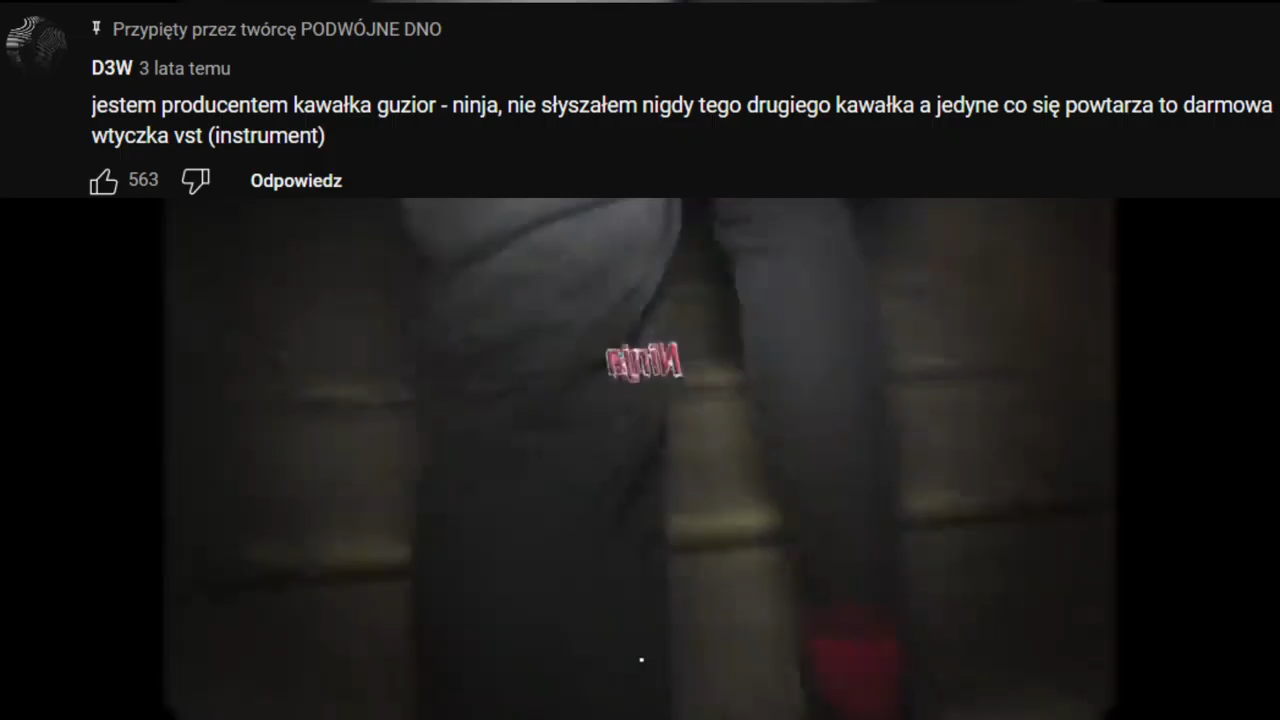 Przypięty przez twórcę PODWÓJNE DNO
D3W 3 lata temu
jestem producentem kawałka guzior - ninja, nie słyszałem nigdy tego drugiego kawałka a jedyne co się powtarza to darmowa
wtyczka vst (instrument)
563 Odpowiedz
Ninja